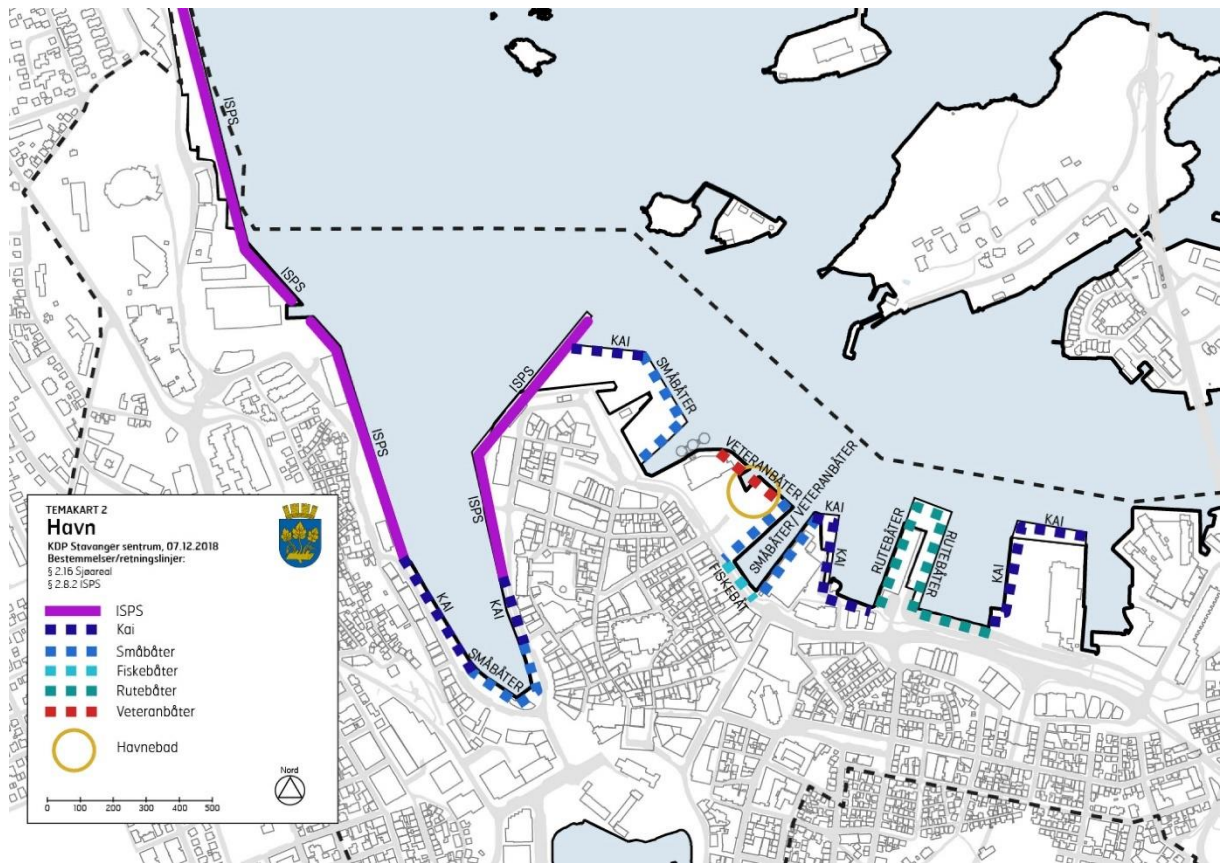 ISPS
ISPS
ISPS
ISPS
ISPS
KAI
KAI
SMÅBÅTER
KAI
SMÅBÅTER
VETERANBÅTER
SMÅBÅTER/ VETERANBÅTER
FISKEBÅT
KAI
KAI
RUTEBÅTER
RUTEBÅTER
KAI
KAI
TEMAKART 2
Havn
KDP Stavanger sentrum, 07.12.2018
Bestemmelser/retningslinjer:
§ 2.16 Sjøareal
§ 2.8.2 ISPS
ISPS
Kai
Småbåter
Fiskebåter
Rutebåter
Veteranbåter
Havnebad
Nord
0 100 200 300 400 500